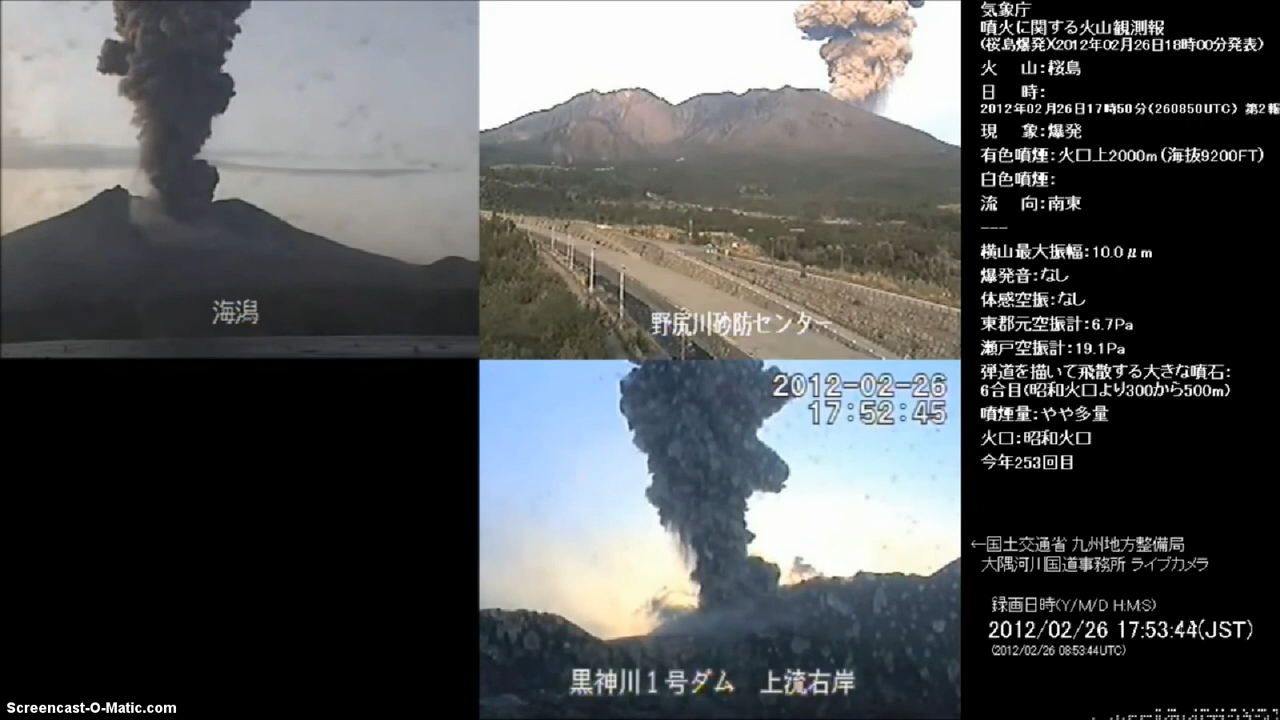 海潟
野尻川砂防センター
2012-02-26
17:52:45
黒神川1号ダム 上流右岸
気象庁
噴火に関する火山観測報
(桜島爆発)(2012年02月26日18時00分発表)
火 山:桜島
日 時:
2012年02月26日17時50分(260850UTC) 第2報
現 象:爆発
有色噴煙:火口上2000m(海抜9200FT)
白色噴煙:
流 向:南東
---
横山最大振幅:10.0μm
爆発音:なし
体感空振:なし
東郡元空振計:6.7Pa
瀬戸空振計:19.1Pa
弾道を描いて飛散する大きな噴石:
6合目(昭和火口より300から500m)
噴煙量:やや多量
火口:昭和火口
今年253回目
←国土交通省 九州地方整備局
大隅河川国道事務所 ライブカメラ
録画日時(Y/M/D H:M:S)
2012/02/26 17:53:44(JST)
(2012/02/26 08:53:44UTC)
Screencast-O-Matic.com